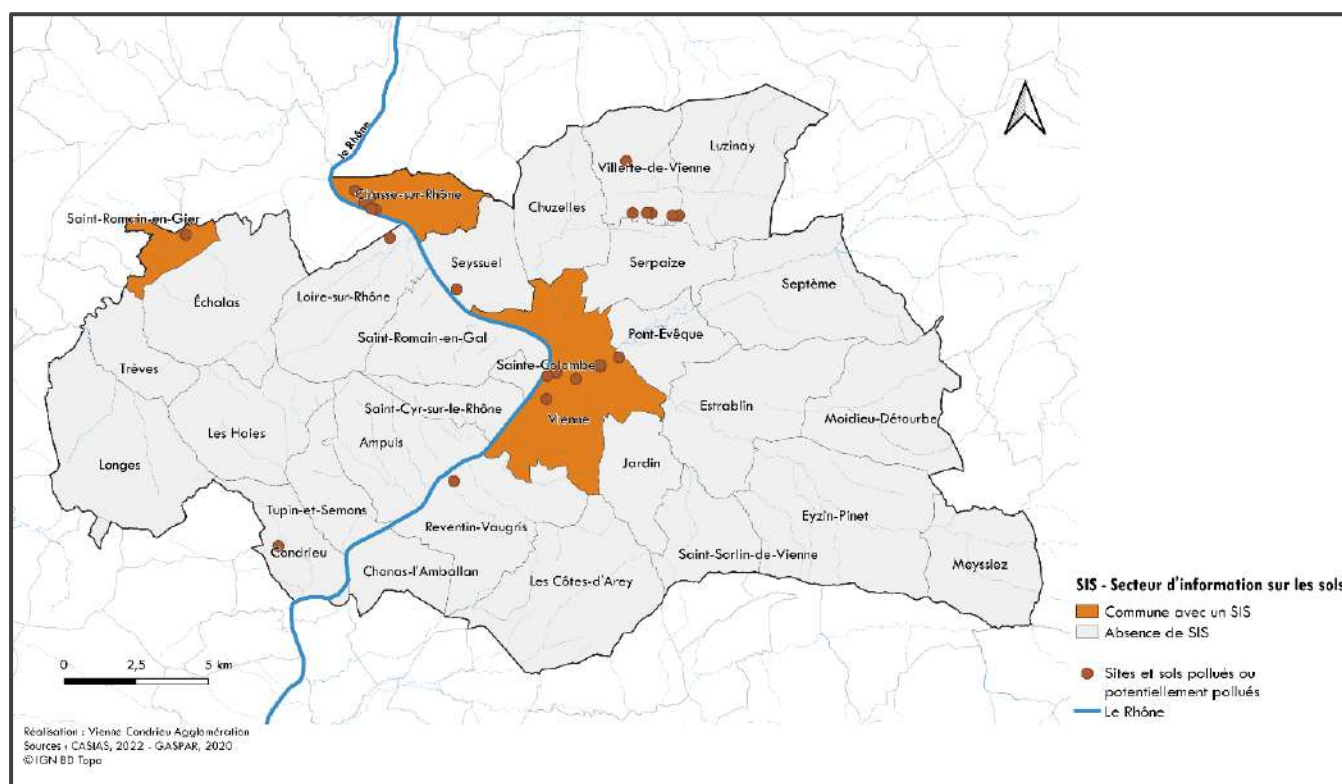 le Rhône
Luzinay
Villette-de-Vienne
Chasse-sur-Rhône
Chuzelles
Saint-Romain-en-Gier
Seyssuel
Serpaize
Septème
Échalas
Loire-sur-Rhône
Saint-Romain-en-Gal
Pont-Évêque
Trèves
Sainte-Colombe
Estrablin
Saint-Cyr-sur-le-Rhône
Moidieu-Détourbe
Vienne
Les Haies
Ampuis
Longes
Jardin
Tupin-et-Semons
Eyzin-Pinet
Reventin-Vaugris
Condrieu
Saint-Sorlin-de-Vienne
Chonas-l'Amballan
Les Côtes-d'Arey
Meyssiez
SIS - Secteur d'information sur les sols
Commune avec un SIS
Absence de SIS
Sites et sols pollués ou
potentiellement pollués
Le Rhône
0 2,5 5 km
Réalisation : Vienne Condrieu Agglomération
Sources : CASIAS, 2022 - GASPAR, 2020
© IGN BD Topo